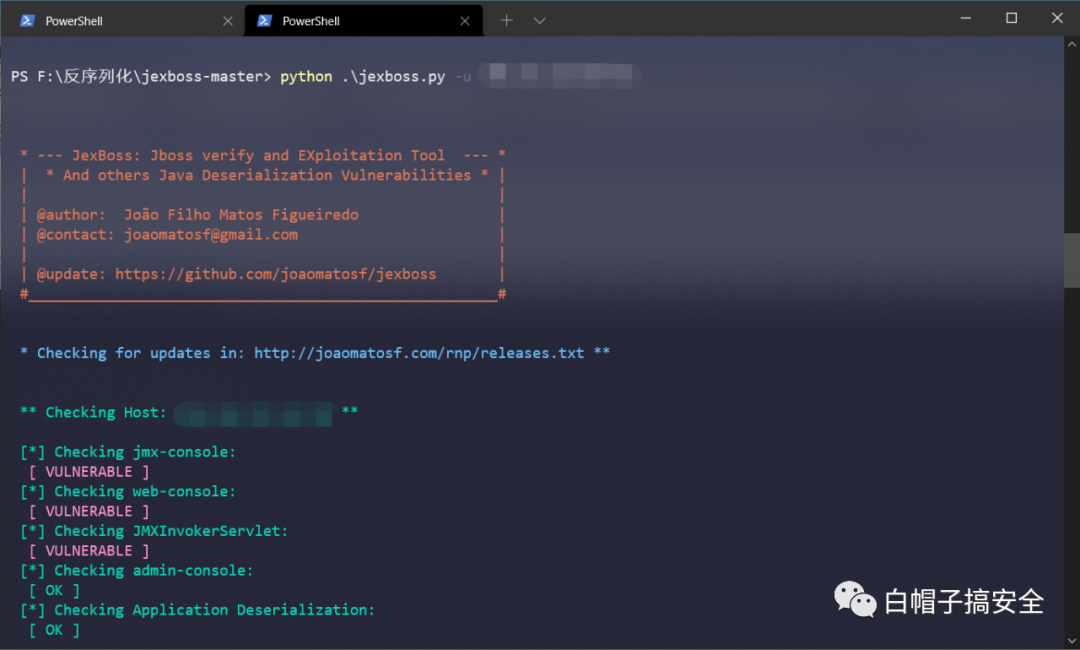 PowerShell
PowerShell
PS F:\反序列化\jexboss-master> python .\jexboss.py -u
* --- JexBoss: Jboss verify and EXploitation Tool  --- *
|  * And others Java Deserialization Vulnerabilities * |
|                                                      |
| @author:  João Filho Matos Figueiredo                |
| @contact: joaomatosf@gmail.com                       |
|                                                      |
| @update: https://github.com/joaomatosf/jexboss       |
#______________________________________________________#
* Checking for updates in: http://joaomatosf.com/rnp/releases.txt **
** Checking Host: **
[*] Checking jmx-console:
[ VULNERABLE ]
[*] Checking web-console:
[ VULNERABLE ]
[*] Checking JMXInvokerServlet:
[ VULNERABLE ]
[*] Checking admin-console:
[ OK ]
[*] Checking Application Deserialization:
[ OK ]
白帽子搞安全